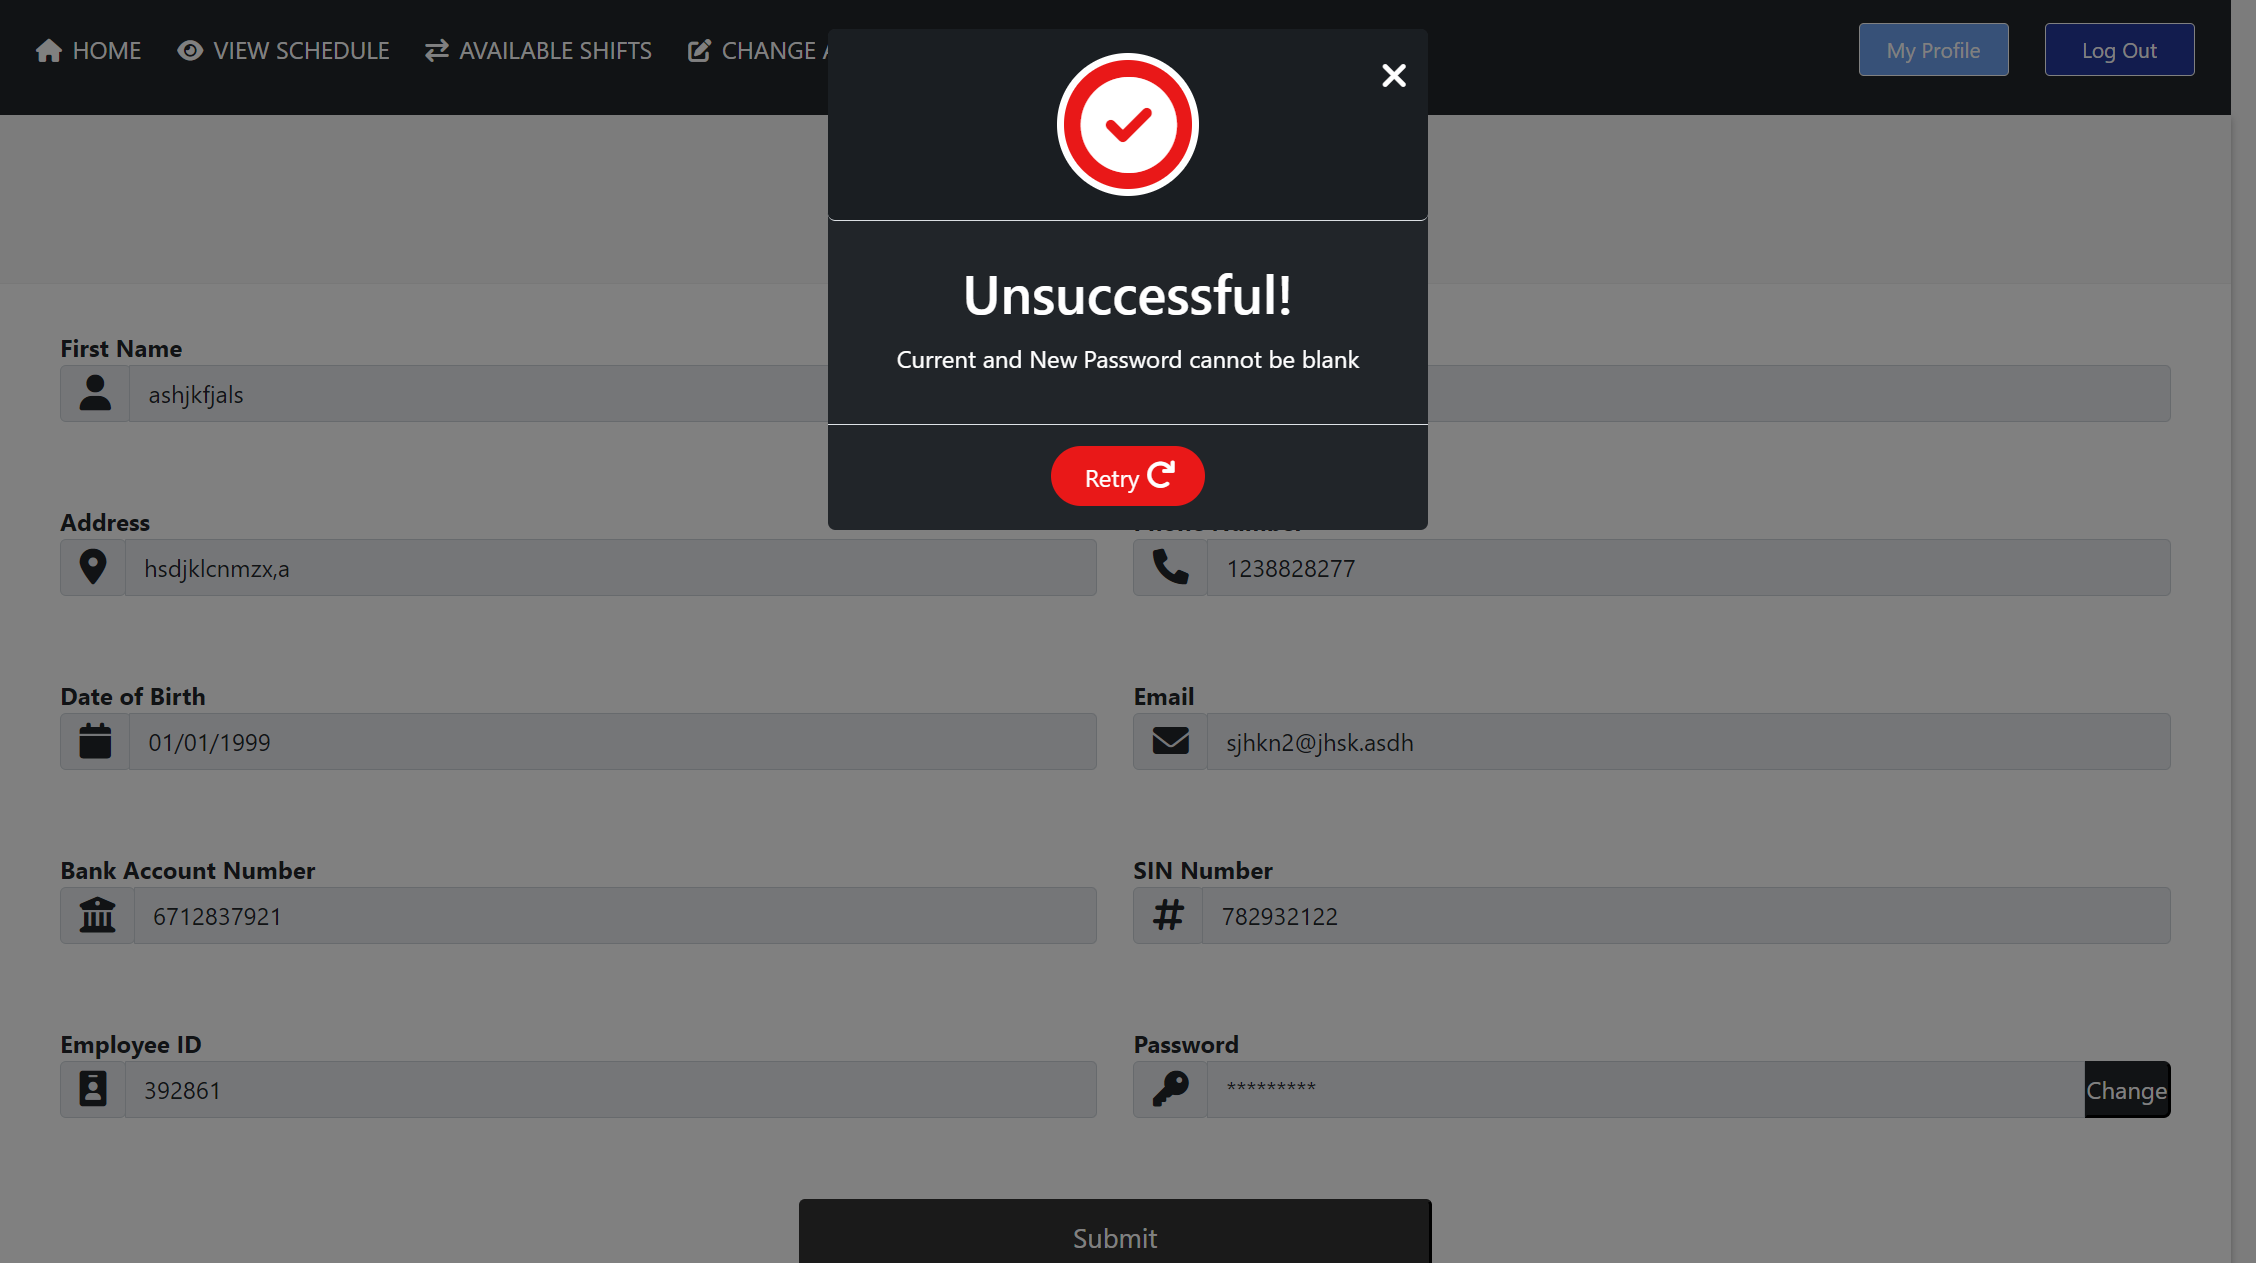 HOME VIEW SCHEDULE AVAILABLE SHIFTS CHANGE
My Profile Log Out
Unsuccessful!
Current and New Password cannot be blank
Retry
First Name
ashjkfjals
Address
hsdjklcnmzx,a
1238828277
Date of Birth Email
01/01/1999 sjhkn2@jhsk.asdh
Bank Account Number SIN Number
6712837921 782932122
Employee ID Password
392861 ********* Change
Submit